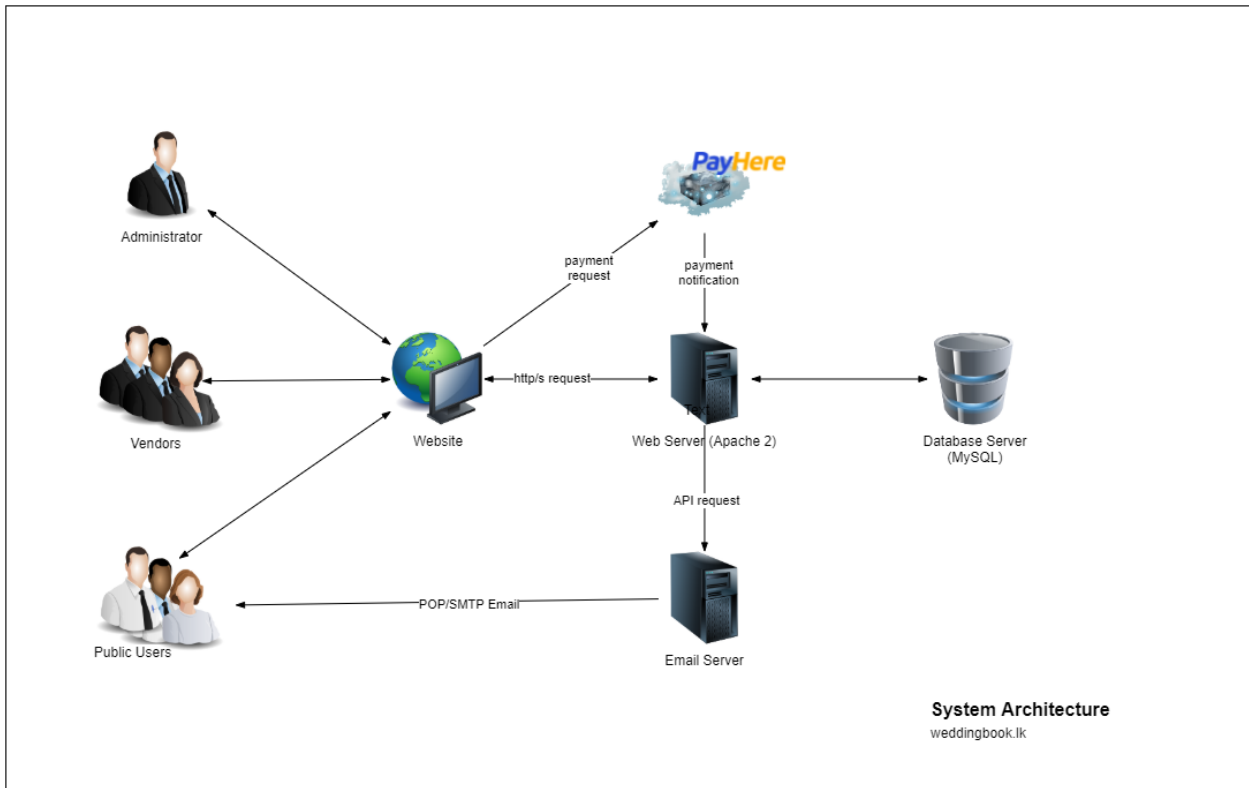 PayHere
Administrator
payment
request
payment
notification
http/s request
Text
Vendors
Website
Web Server (Apache 2)
Database Server
(MySQL)
API request
POP/SMTP Email
Public Users
Email Server
System Architecture
weddingbook.lk